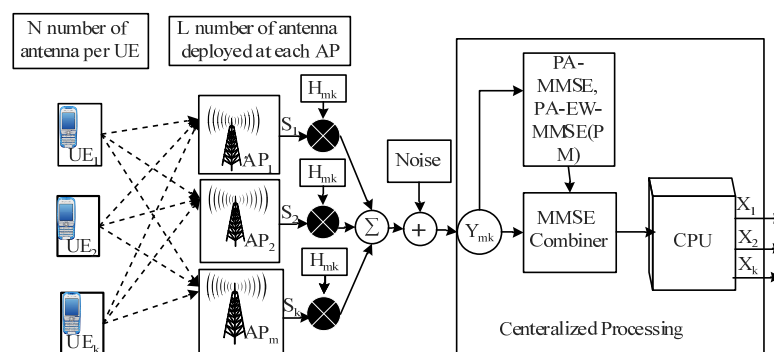 N number of
antenna per UE
L number of antenna
deployed at each AP
UE1
UE2
UEk
AP1
AP2
APm
S1
S2
Sk
Hmk
Hmk
Hmk
Σ
Noise
+
Ymk
PA-
MMSE,
PA-EW-
MMSE(P
M)
MMSE
Combiner
CPU
X1
X2
Xk
Centeralized Processing